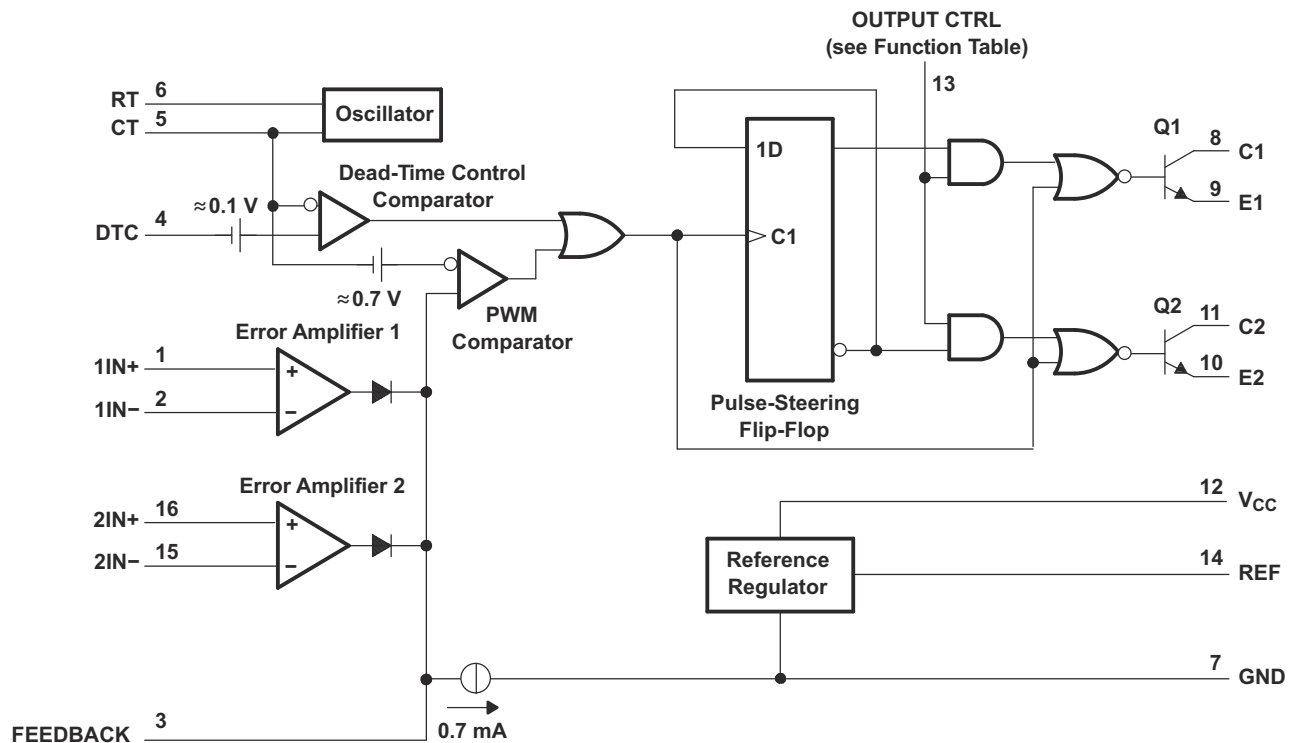 OUTPUT CTRL
(see Function Table)
13
RT 6
CT 5
Oscillator
Dead-Time Control
Comparator
≈0.1 V
DTC 4
≈0.7 V
PWM
Comparator
1D
C1
Pulse-Steering
Flip-Flop
Q1
8 C1
9 E1
Q2
11 C2
10 E2
Error Amplifier 1
1IN+ 1
+
1IN− 2
−
Error Amplifier 2
2IN+ 16
+
2IN− 15
−
12 VCC
Reference
Regulator
14 REF
7 GND
0.7 mA
FEEDBACK 3